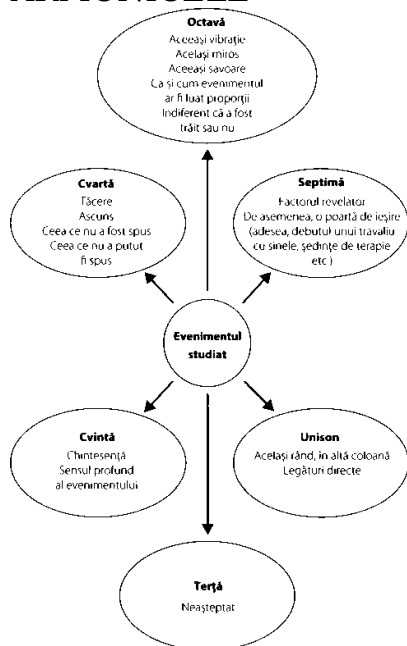 Octavă
Aceeași vibrație
Același miros
Aceeași savoare
Ca și cum evenimentul
ar fi luat proporții
Indiferent că a fost
trăit sau nu
Cvartă
Tăcere
Ascuns
Ceea ce nu a fost spus
Ceea ce nu a putut
fi spus
Septimă
Factorul revelator
De asemenea, o poartă de ieșire
(adesea, debutul unui travaliu
cu sinele, ședințe de terapie
etc.)
Evenimentul
studiat
Cvintă
Chintesență
Sensul profund
al evenimentului
Unison
Același rând, în altă coloană
Legături directe
Terță
Neașteptat